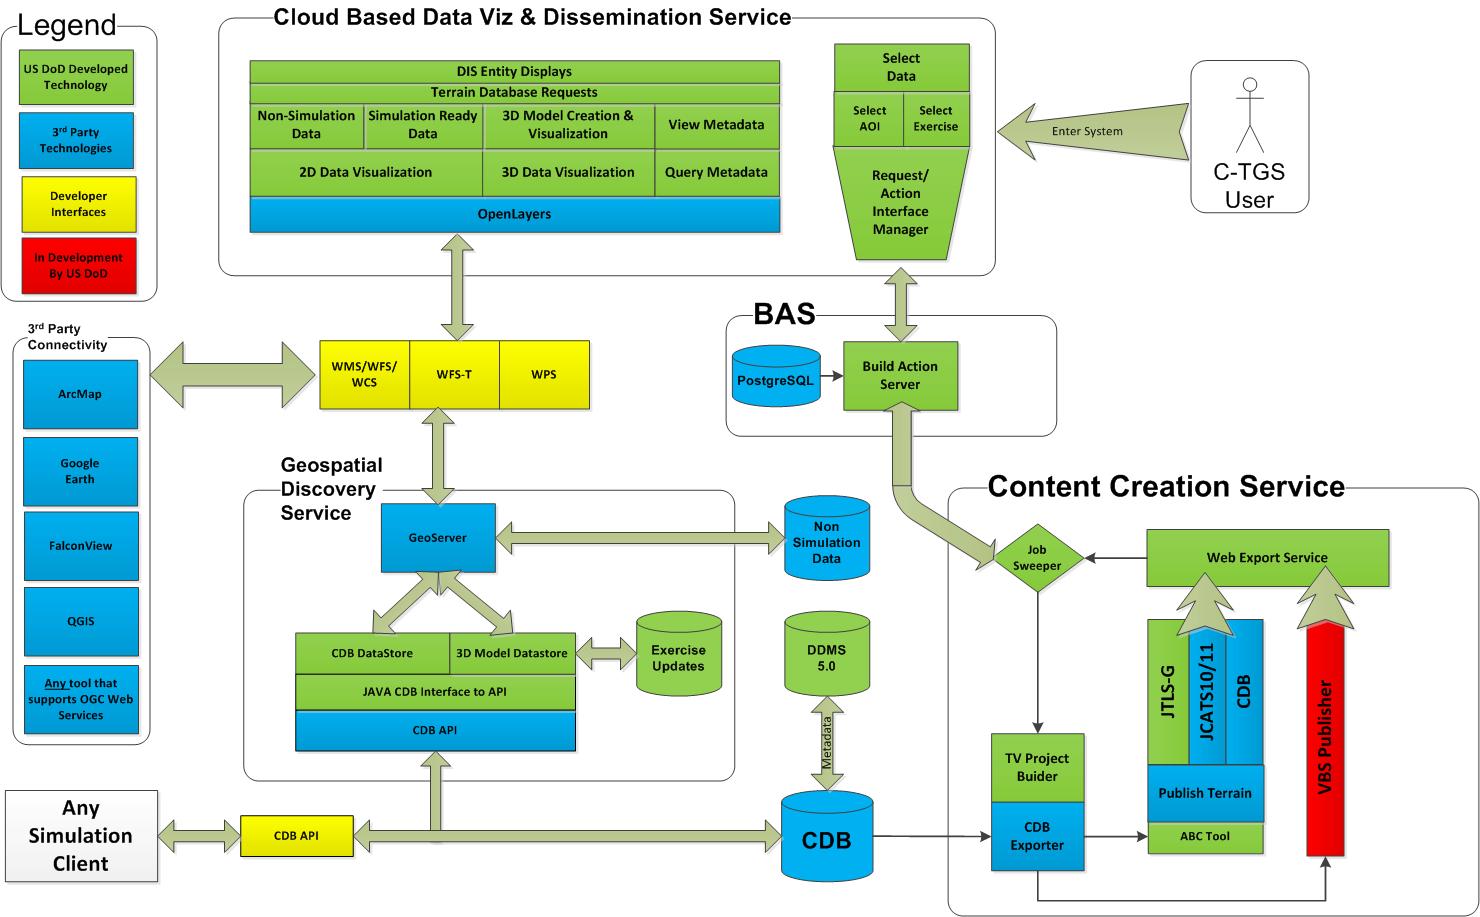 Legend
US DoD Developed
Technology
3rd Party
Technologies
Developer
Interfaces
In Development
By US DoD
Cloud Based Data Viz & Dissemination Service
DIS Entity Displays
Terrain Database Requests
Non-Simulation
Data
Simulation Ready
Data
3D Model Creation &
Visualization
View Metadata
2D Data Visualization
3D Data Visualization
Query Metadata
OpenLayers
Select
Data
Select
AOI
Select
Exercise
Request/
Action
Interface
Manager
Enter System
C-TGS
User
3rd Party
Connectivity
ArcMap
Google
Earth
FalconView
QGIS
Any tool that
supports OGC Web
Services
WMS/WFS/
WCS
WFS-T
WPS
BAS
PostgreSQL
Build Action
Server
Geospatial
Discovery
Service
GeoServer
CDB DataStore
3D Model Datastore
JAVA CDB Interface to API
CDB API
Exercise
Updates
Non
Simulation
Data
DDMS
5.0
Metadata
CDB
Any
Simulation
Client
CDB API
Content Creation Service
Job
Sweeper
Web Export Service
TV Project
Buider
CDB
Exporter
JTLS-G
JCATS10/11
CDB
Publish Terrain
ABC Tool
VBS Publisher